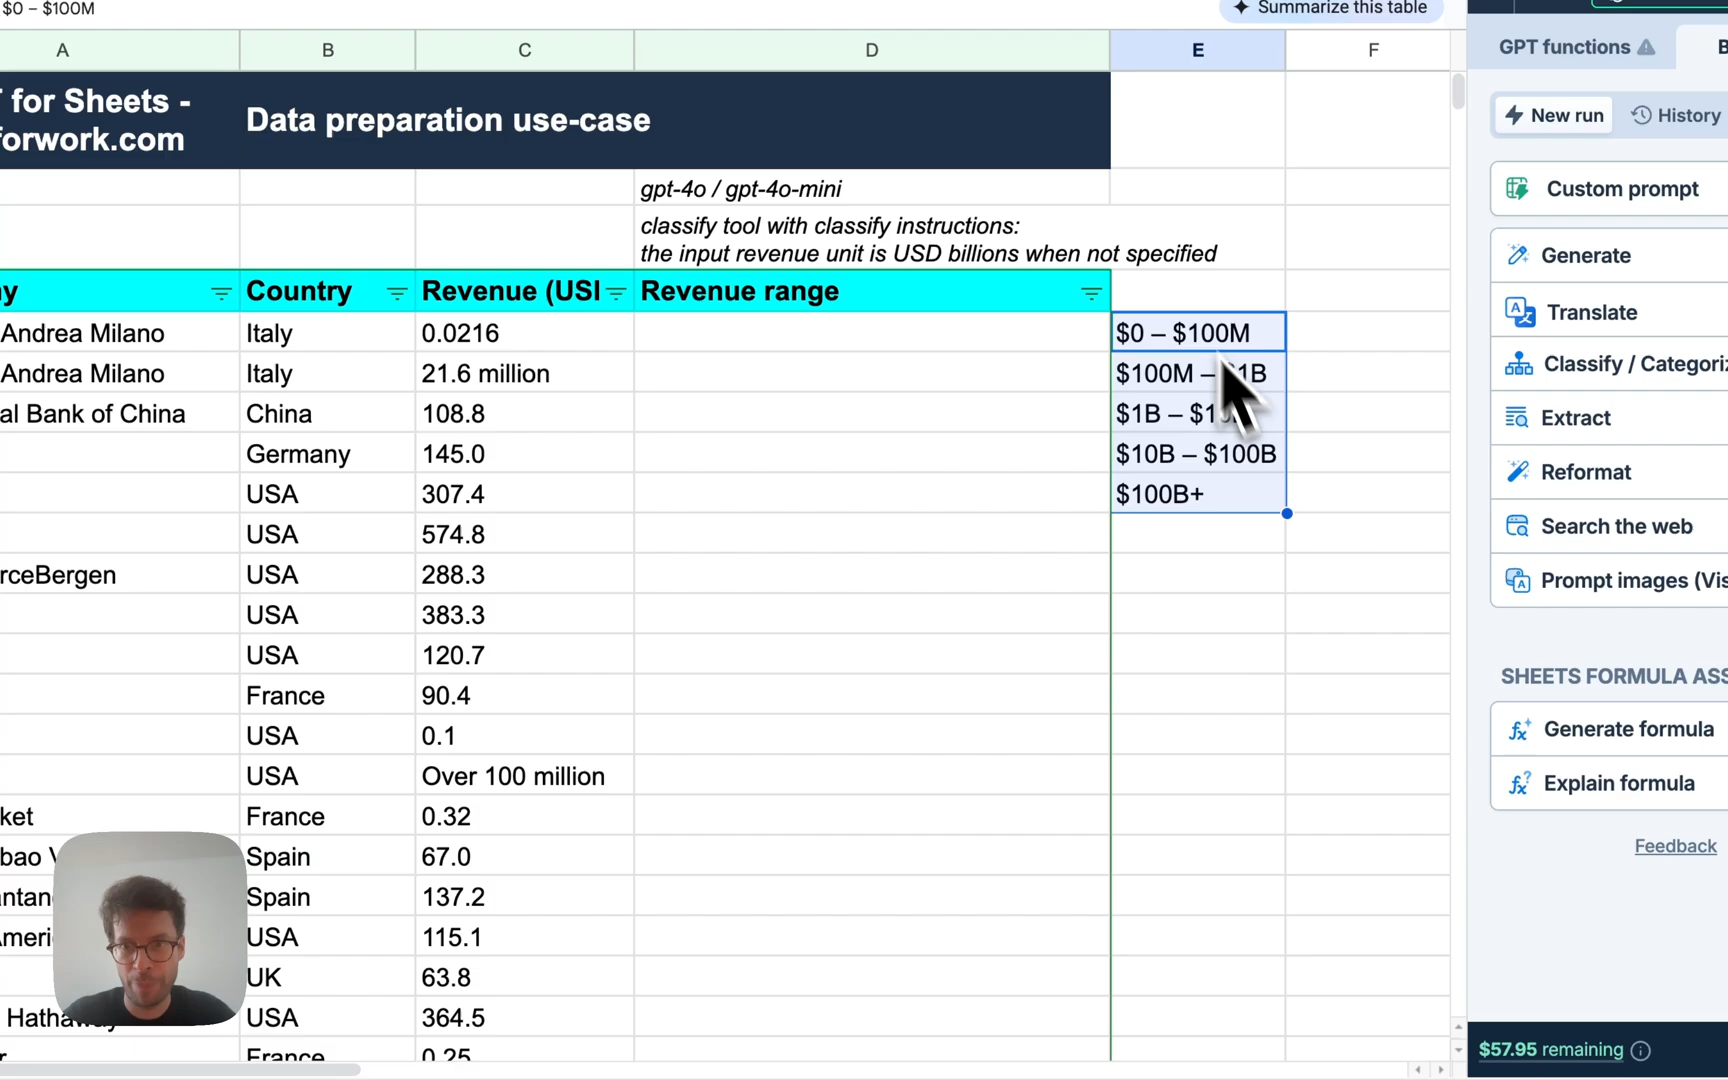 $0 – $100M
Summarize this table
A B C D E F
for Sheets -
forwork.com
Data preparation use-case
gpt-4o / gpt-4o-mini
classify tool with classify instructions:
the input revenue unit is USD billions when not specified
y Country Revenue (USI Revenue range
Andrea Milano Italy 0.0216 $0 – $100M
Andrea Milano Italy 21.6 million $100M –
al Bank of China China 108.8 $1B –
Germany 145.0 $10B – $100B
USA 307.4 $100B+
USA 574.8
rceBergen USA 288.3
USA 383.3
USA 120.7
France 90.4
USA 0.1
USA Over 100 million
ket France 0.32
bao Spain 67.0
antan Spain 137.2
Ameri USA 115.1
UK 63.8
Hathaway USA 364.5
r France 0.25
GPT functions B
New run History
Custom prompt
Generate
Translate
Classify / Categoriz
Extract
Reformat
Search the web
Prompt images (Vis
SHEETS FORMULA ASS
Generate formula
Explain formula
Feedback
$57.95 remaining